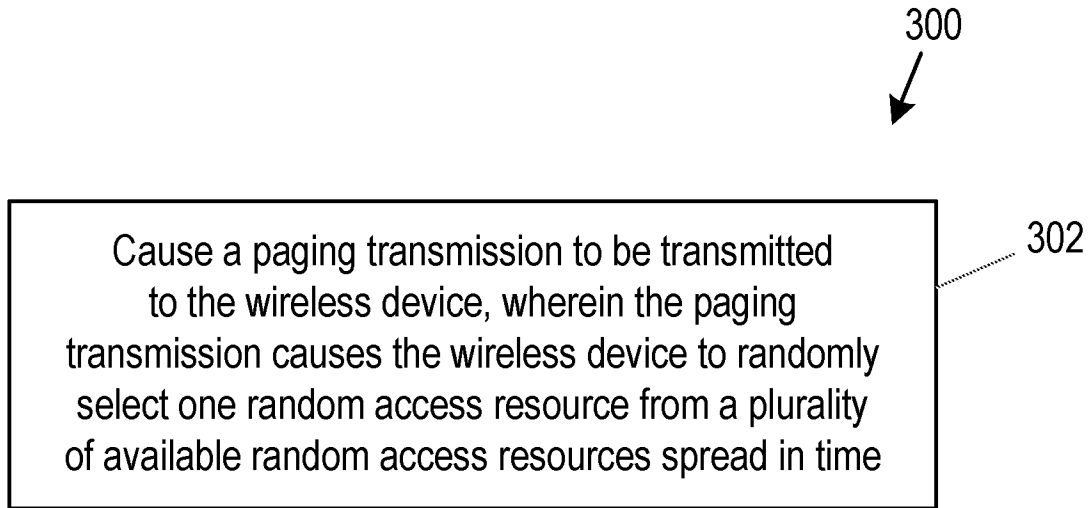 300
Cause a paging transmission to be transmitted
302
to the wireless device, wherein the paging
transmission causes the wireless device to randomly
select one random access resource from a plurality
of available random access resources spread in time